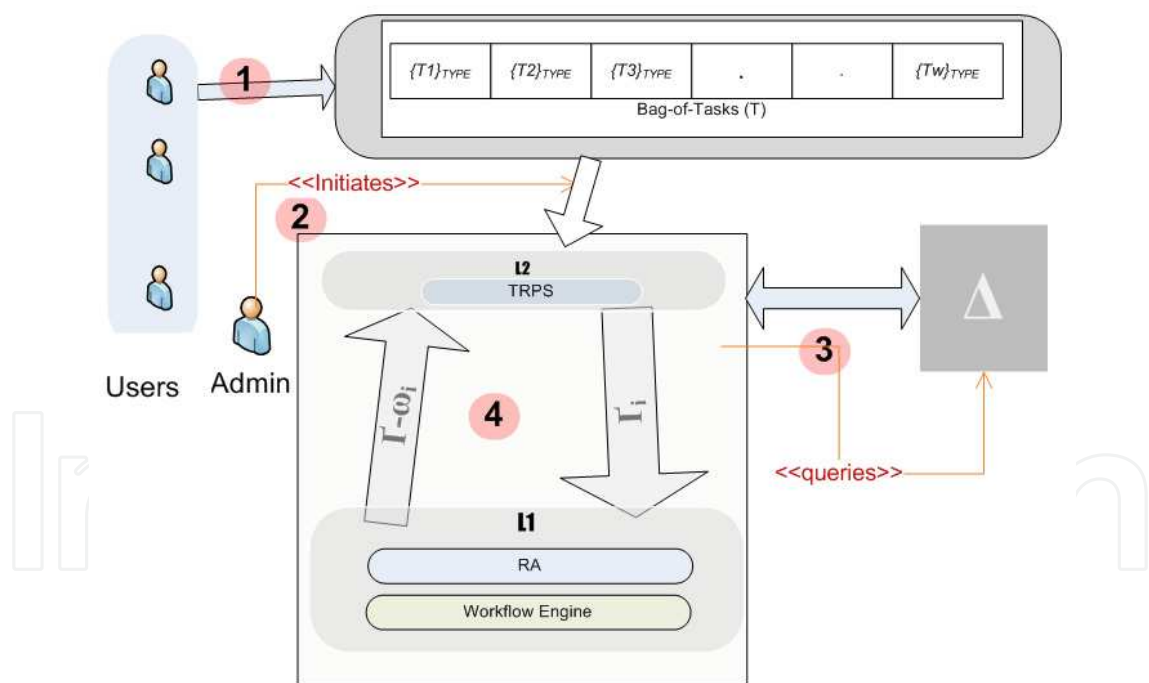 1
{T1}TYPE {T2}TYPE {T3}TYPE . . {Tw}TYPE
Bag-of-Tasks (T)
<<Initiates>>
2
L2
TRPS
Δ
3
Users Admin
Γ-ωi
4
Γi
<<queries>>
L1
RA
Workflow Engine